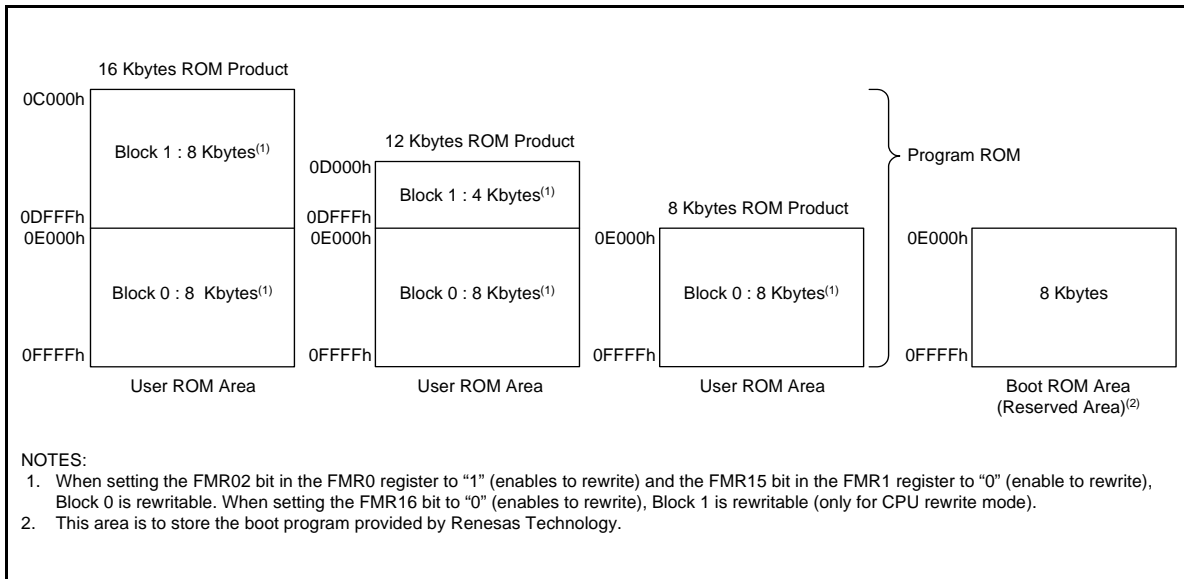 16 Kbytes ROM Product
0C000h
Block 1 : 8 Kbytes(1)
0DFFFh
0E000h
Block 0 : 8 Kbytes(1)
0FFFFh
User ROM Area
12 Kbytes ROM Product
0D000h
Block 1 : 4 Kbytes(1)
0DFFFh
0E000h
Block 0 : 8 Kbytes(1)
0FFFFh
User ROM Area
8 Kbytes ROM Product
0E000h
Block 0 : 8 Kbytes(1)
0FFFFh
User ROM Area
Program ROM
0E000h
8 Kbytes
0FFFFh
Boot ROM Area
(Reserved Area)(2)
NOTES:
1. When setting the FMR02 bit in the FMR0 register to “1” (enables to rewrite) and the FMR15 bit in the FMR1 register to “0” (enable to rewrite),
Block 0 is rewritable. When setting the FMR16 bit to “0” (enables to rewrite), Block 1 is rewritable (only for CPU rewrite mode).
2. This area is to store the boot program provided by Renesas Technology.